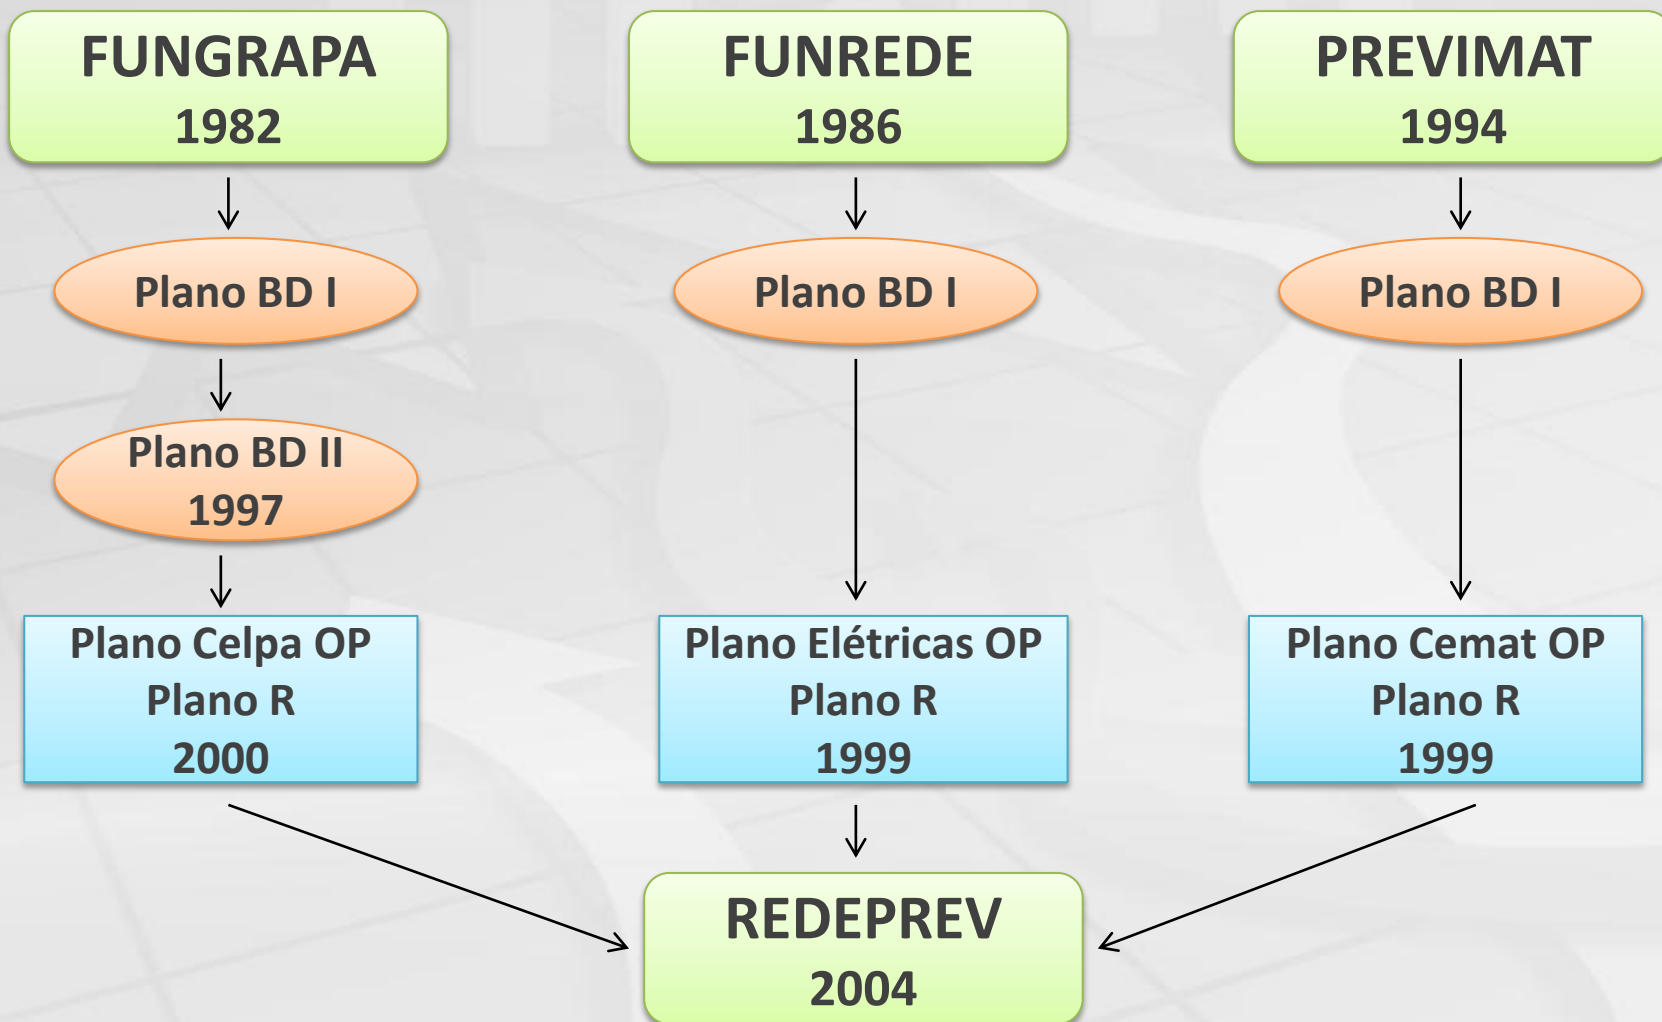 FUNGRAPA
1982
FUNREDE
1986
PREVIMAT
1994
Plano BD I
Plano BD I
Plano BD I
Plano BD II
1997
Plano Celpa OP
Plano R
2000
Plano Elétricas OP
Plano R
1999
Plano Cemat OP
Plano R
1999
REDEPREV
2004